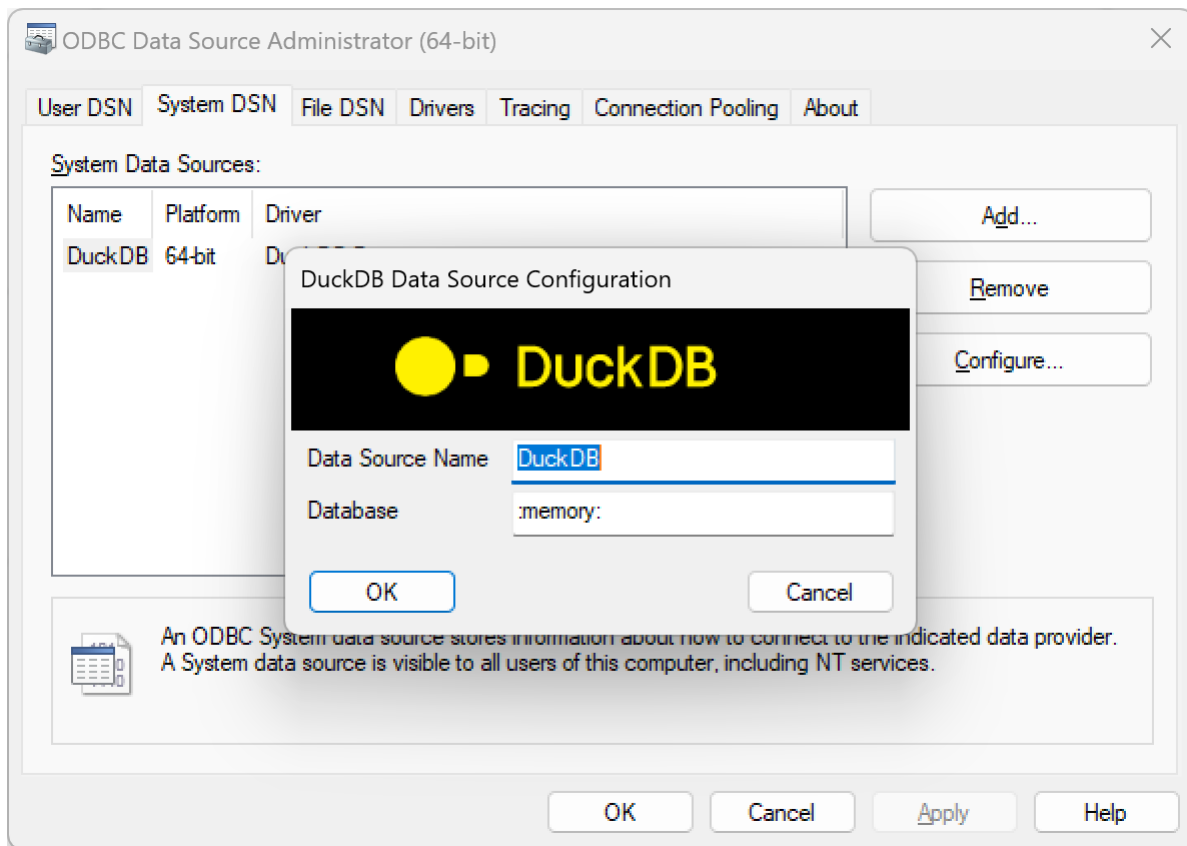 ODBC Data Source Administrator (64-bit)
User DSN System DSN File DSN Drivers Tracing Connection Pooling About
System Data Sources:
Name Platform Driver
DuckDB 64-bit
Add...
Remove
Configure...
DuckDB Data Source Configuration
DuckDB
Data Source Name DuckDB
Database :memory:
OK Cancel
An ODBC System data source stores information about how to connect to the indicated data provider.
A System data source is visible to all users of this computer, including NT services.
OK Cancel Apply Help